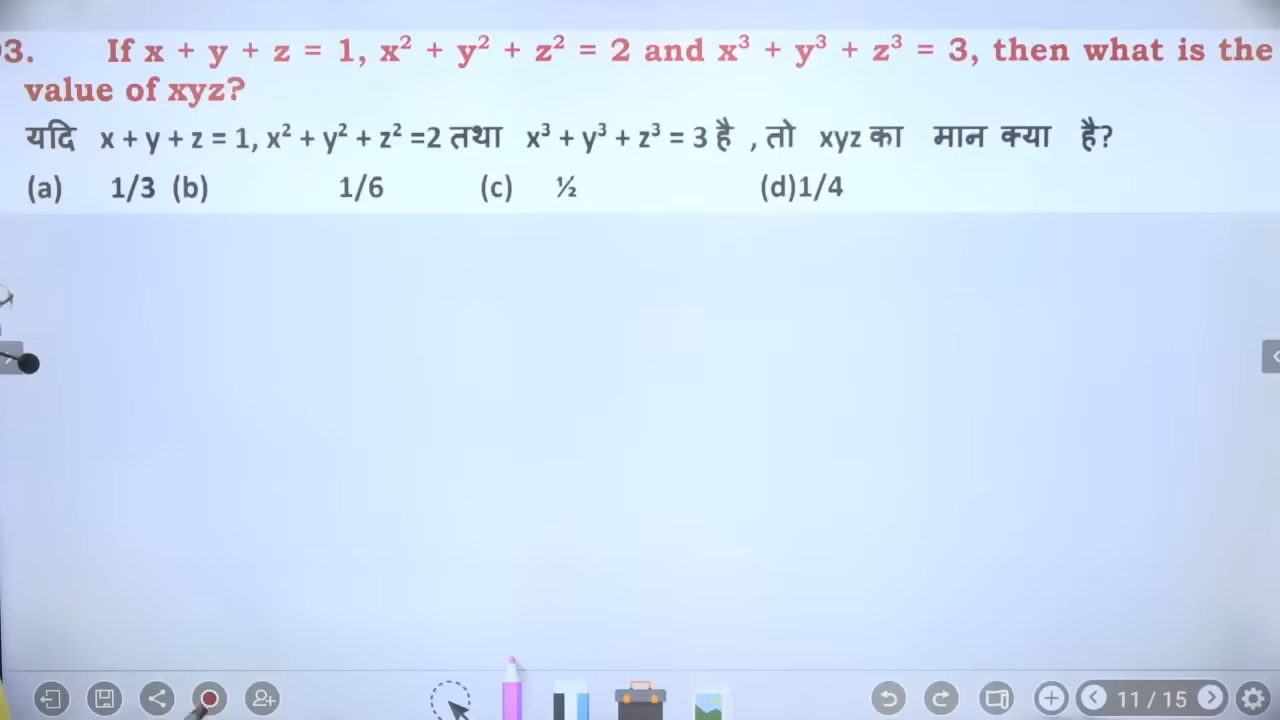 3. If x + y + z = 1, x² + y² + z² = 2 and x³ + y³ + z³ = 3, then what is the
value of xyz?
यदि x + y + z = 1, x² + y² + z² =2 तथा x³ + y³ + z³ = 3 है , तो xyz का मान क्या है?
(a) 1/3 (b) 1/6 (c) ½ (d)1/4
11 / 15